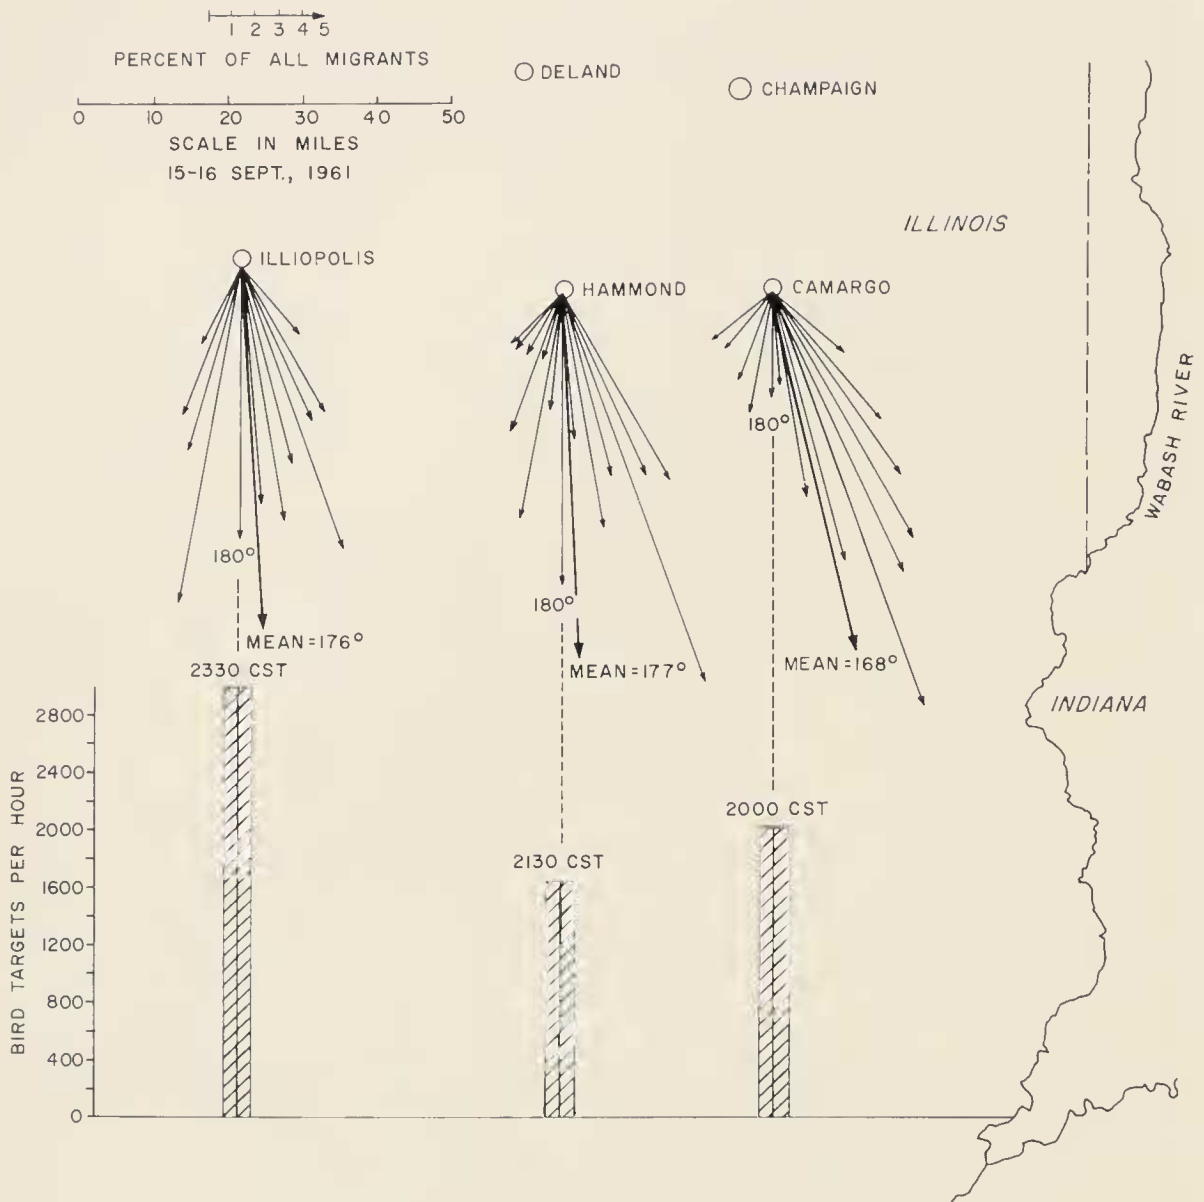 1 2 3 4 5
PERCENT OF ALL MIGRANTS
DELAND
CHAMPAIGN
0 10 20 30 40 50
SCALE IN MILES
15-16 SEPT., 1961
ILLINOIS
ILLIOPOLIS
HAMMOND
CAMARGO
WABASH RIVER
180°
180°
180°
MEAN=176°
MEAN=177°
MEAN=168°
2330 CST
2130 CST
2000 CST
INDIANA
BIRD TARGETS PER HOUR
2800
2400
2000
1600
1200
800
400
0